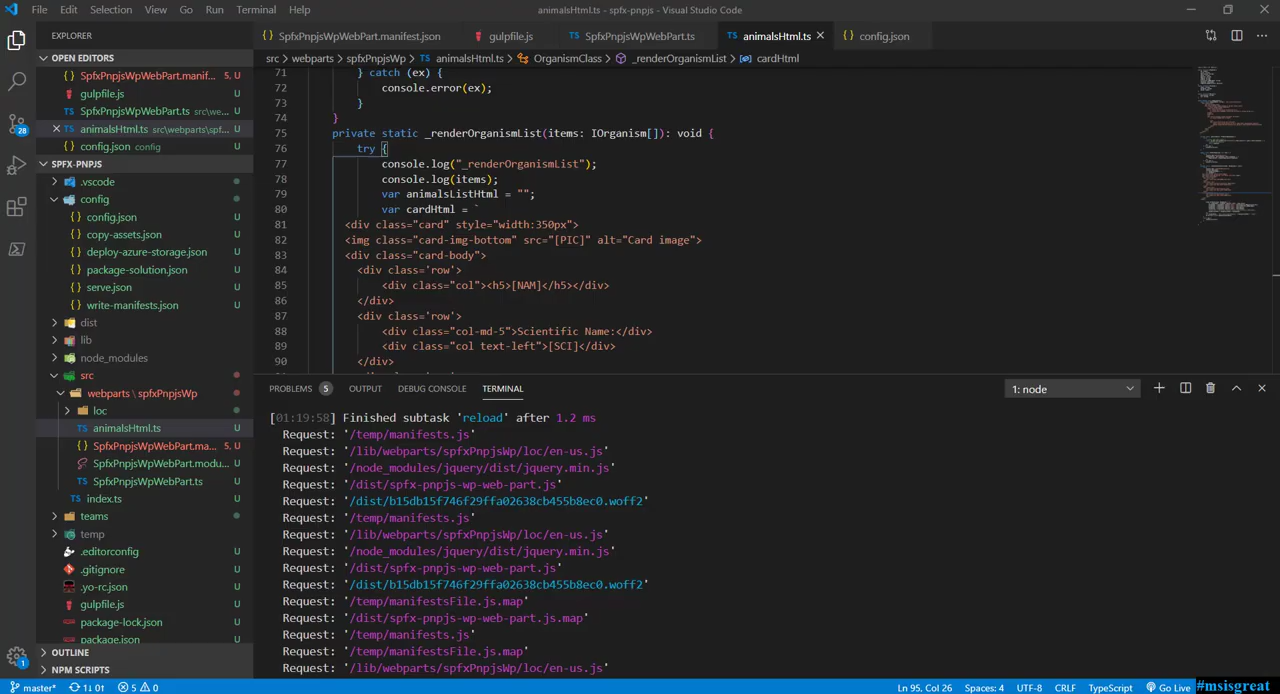 File Edit Selection View Go Run Terminal Help
animalsHtml.ts - spfx-pnpjs - Visual Studio Code
EXPLORER
OPEN EDITORS
SpfxPnpjsWpWebPart.manif... 5, U
gulpfile.js U
SpfxPnpjsWpWebPart.ts src\we... U
animalsHtml.ts src\webparts\spf... U
config.json config U
SPFX-PNPJS
.vscode
config
config.json U
copy-assets.json U
deploy-azure-storage.json U
package-solution.json U
serve.json U
write-manifests.json U
dist
lib
node_modules
src
webparts \ spfxPnpjsWp
loc
animalsHtml.ts U
SpfxPnpjsWpWebPart.ma... 5, U
SpfxPnpjsWpWebPart.modu... U
SpfxPnpjsWpWebPart.ts U
index.ts U
teams
temp
.editorconfig U
.gitignore U
.yo-rc.json U
gulpfile.js U
package-lock.json U
package.json U
OUTLINE
NPM SCRIPTS
28
1
SpfxPnpjsWpWebPart.manifest.json gulpfile.js SpfxPnpjsWpWebPart.ts animalsHtml.ts config.json
src > webparts > spfxPnpjsWp > animalsHtml.ts > OrganismClass > _renderOrganismList > cardHtml
71 } catch (ex) {
72 console.error(ex);
73 }
74 }
75 private static _renderOrganismList(items: IOrganism[]): void {
76 try {
77 console.log("_renderOrganismList");
78 console.log(items);
79 var animalsListHtml = "";
80 var cardHtml = `
81 <div class="card" style="width:350px">
82 <img class="card-img-bottom" src="[PIC]" alt="Card image">
83 <div class="card-body">
84 <div class='row'>
85 <div class="col"><h5>[NAM]</h5></div>
86 </div>
87 <div class='row'>
88 <div class="col-md-5">Scientific Name:</div>
89 <div class="col text-left">[SCI]</div>
90 </div>
PROBLEMS 5 OUTPUT DEBUG CONSOLE TERMINAL 1: node
[01:19:58] Finished subtask 'reload' after 1.2 ms
Request: '/temp/manifests.js'
Request: '/lib/webparts/spfxPnpjsWp/loc/en-us.js'
Request: '/node_modules/jquery/dist/jquery.min.js'
Request: '/dist/spfx-pnpjs-wp-web-part.js'
Request: '/dist/b15db15f746f29ffa02638cb455b8ec0.woff2'
Request: '/temp/manifests.js'
Request: '/lib/webparts/spfxPnpjsWp/loc/en-us.js'
Request: '/node_modules/jquery/dist/jquery.min.js'
Request: '/dist/spfx-pnpjs-wp-web-part.js'
Request: '/dist/b15db15f746f29ffa02638cb455b8ec0.woff2'
Request: '/temp/manifestsFile.js.map'
Request: '/dist/spfx-pnpjs-wp-web-part.js.map'
Request: '/temp/manifests.js'
Request: '/temp/manifestsFile.js.map'
Request: '/lib/webparts/spfxPnpjsWp/loc/en-us.js'
master* 1↓ 0↑ 5 0 Ln 95, Col 26 Spaces: 4 UTF-8 CRLF TypeScript Go Live #msisgreat